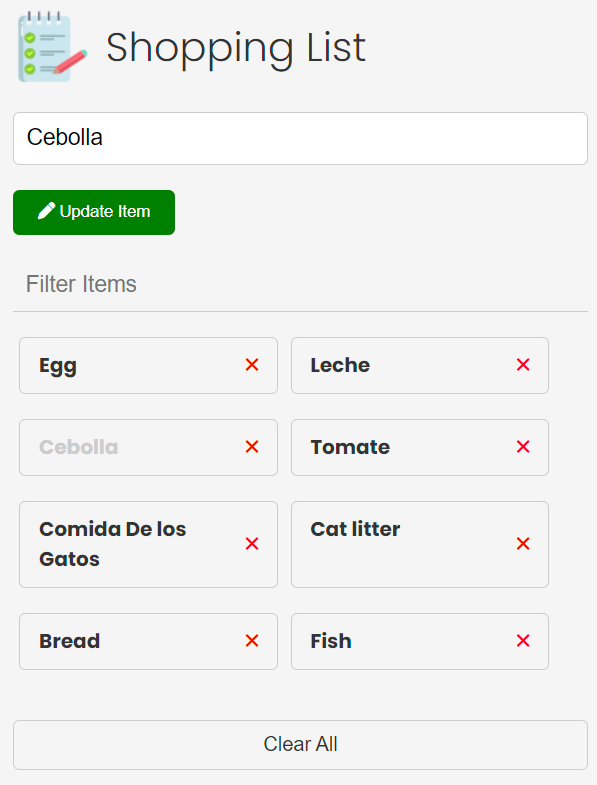 Shopping List
Cebolla
Update Item
Filter Items
Egg
Leche
Cebolla
Tomate
Comida De los
Gatos
Cat litter
Bread
Fish
Clear All